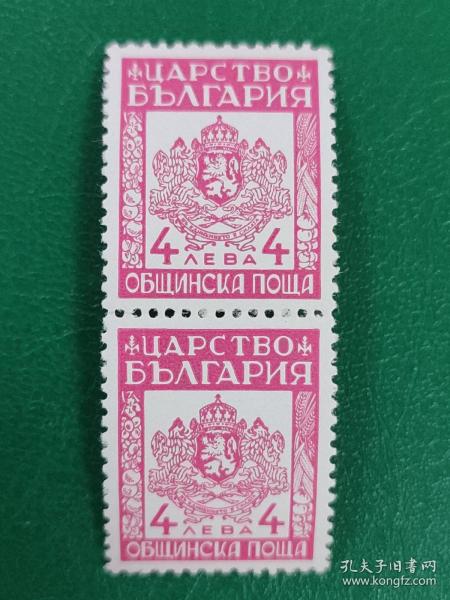 ЦАРСТВО
БЪЛГАРИЯ
4 4
ЛЕВА
ОБЩИНСКА ПОЩА
ЦАРСТВО
БЪЛГАРИЯ
4 4
ЛЕВА
ОБЩИНСКА ПОЩА
孔夫子旧书网
www.kongfz.com